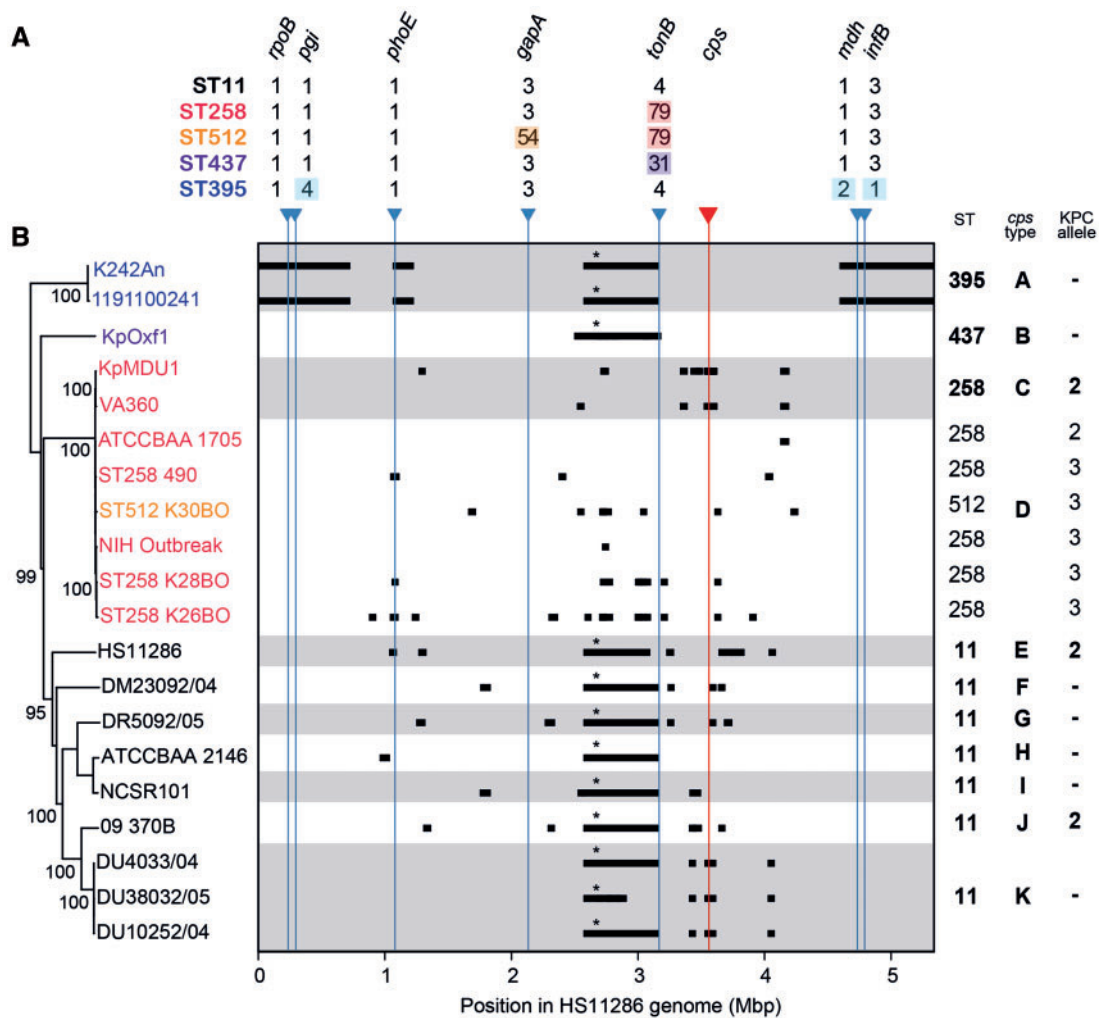 A
rpoB pgi phoE gapA tonB cps mdh infB
ST11 1 1 1 3 4 1 3
ST258 1 1 1 3 79 1 3
ST512 1 1 1 54 79 1 3
ST437 1 1 1 3 31 1 3
ST395 1 4 1 3 4 2 1
B
ST cps type KPC allele
K242An *
100 395 A -
1191100241 *
KpOxf1 * 437 B -
KpMDU1
100 258 C 2
VA360
100 ATCCBAA 1705 258 2
ST258 490 258 3
ST512 K30BO 512 D 3
NIH Outbreak 258 3
99 100 ST258 K28BO 258 3
ST258 K26BO 258 3
HS11286 * 11 E 2
95 DM23092/04 * 11 F -
DR5092/05 * 11 G -
ATCCBAA 2146 * 11 H -
NCSR101 * 11 I -
100 09 370B * 11 J 2
100 DU4033/04 *
100 DU38032/05 * 11 K -
DU10252/04 *
0 1 2 3 4 5
Position in HS11286 genome (Mbp)